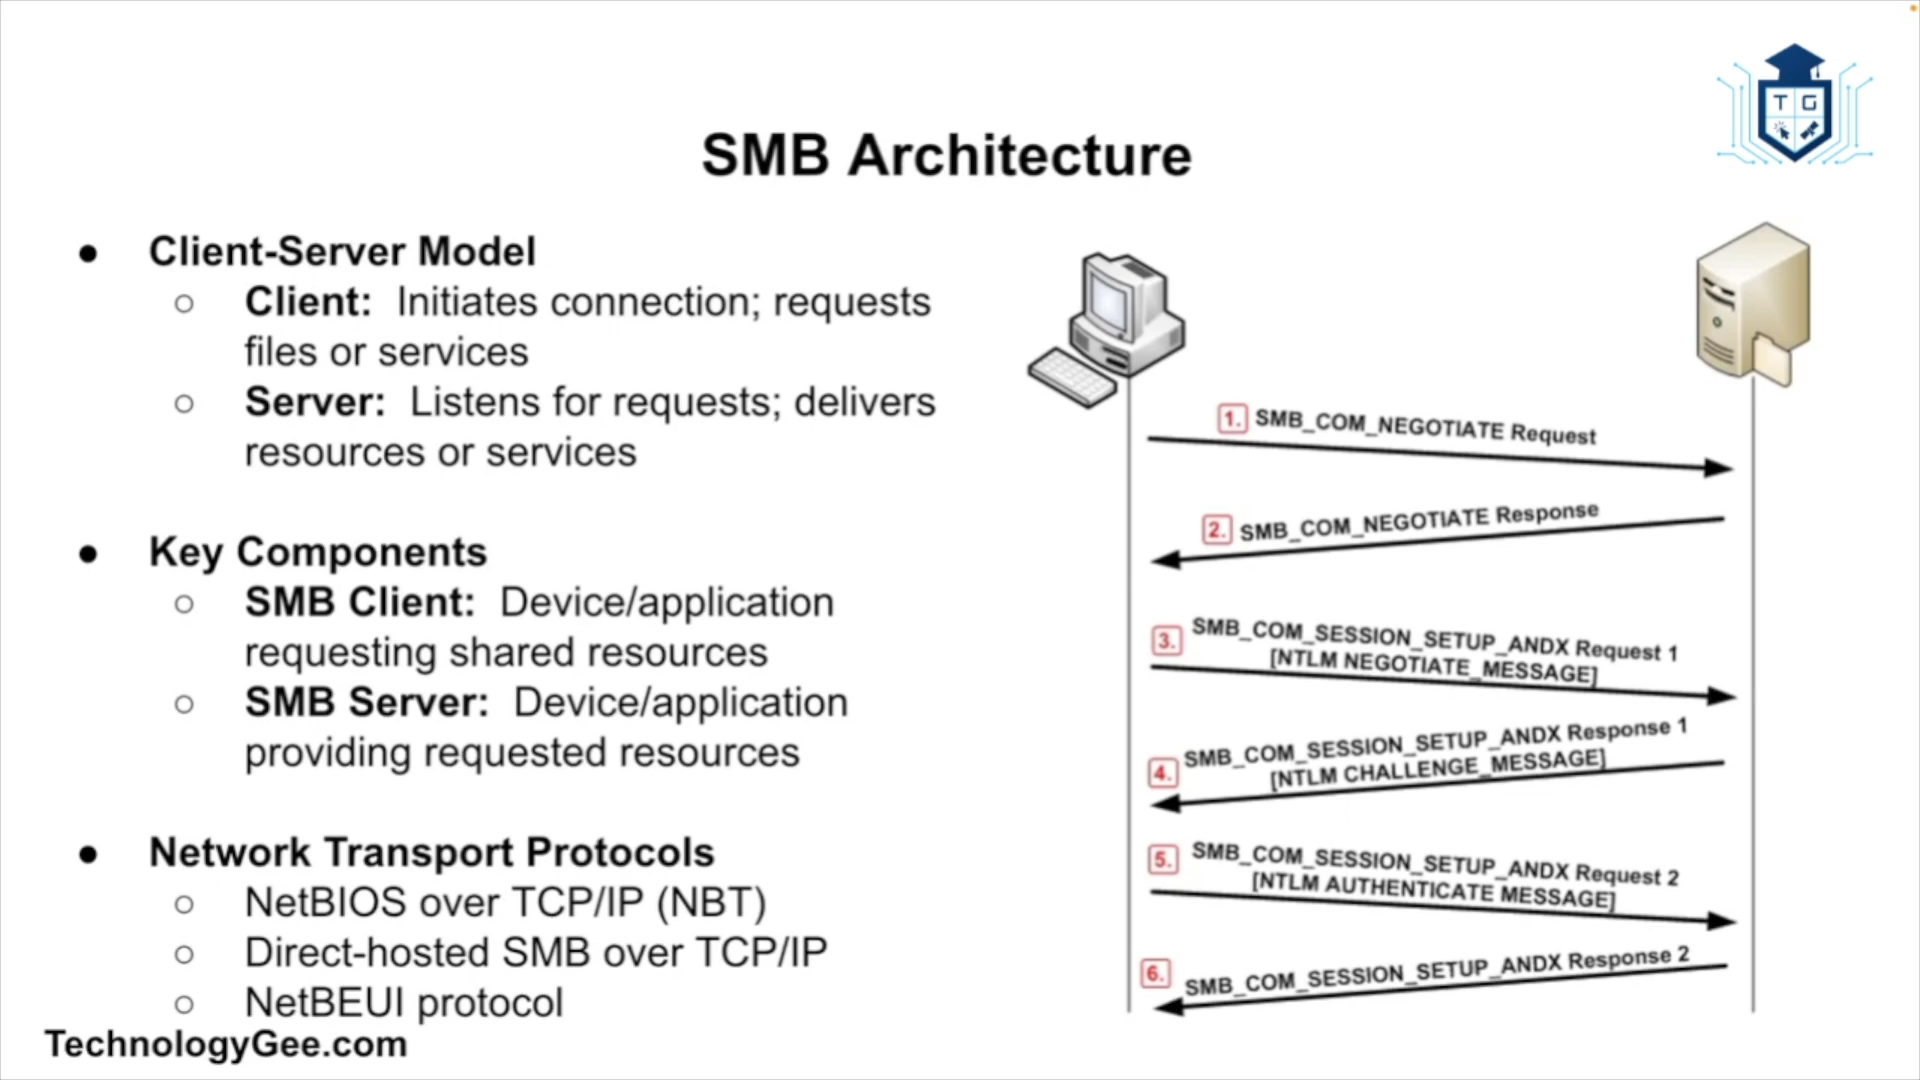 T G
SMB Architecture
● Client-Server Model
○ Client: Initiates connection; requests
files or services
○ Server: Listens for requests; delivers
resources or services
● Key Components
○ SMB Client: Device/application
requesting shared resources
○ SMB Server: Device/application
providing requested resources
● Network Transport Protocols
○ NetBIOS over TCP/IP (NBT)
○ Direct-hosted SMB over TCP/IP
○ NetBEUI protocol
TechnologyGee.com
1. SMB_COM_NEGOTIATE Request
2. SMB_COM_NEGOTIATE Response
3. SMB_COM_SESSION_SETUP_ANDX Request 1
[NTLM NEGOTIATE_MESSAGE]
4. SMB_COM_SESSION_SETUP_ANDX Response 1
[NTLM CHALLENGE_MESSAGE]
5. SMB_COM_SESSION_SETUP_ANDX Request 2
[NTLM AUTHENTICATE MESSAGE]
6. SMB_COM_SESSION_SETUP_ANDX Response 2